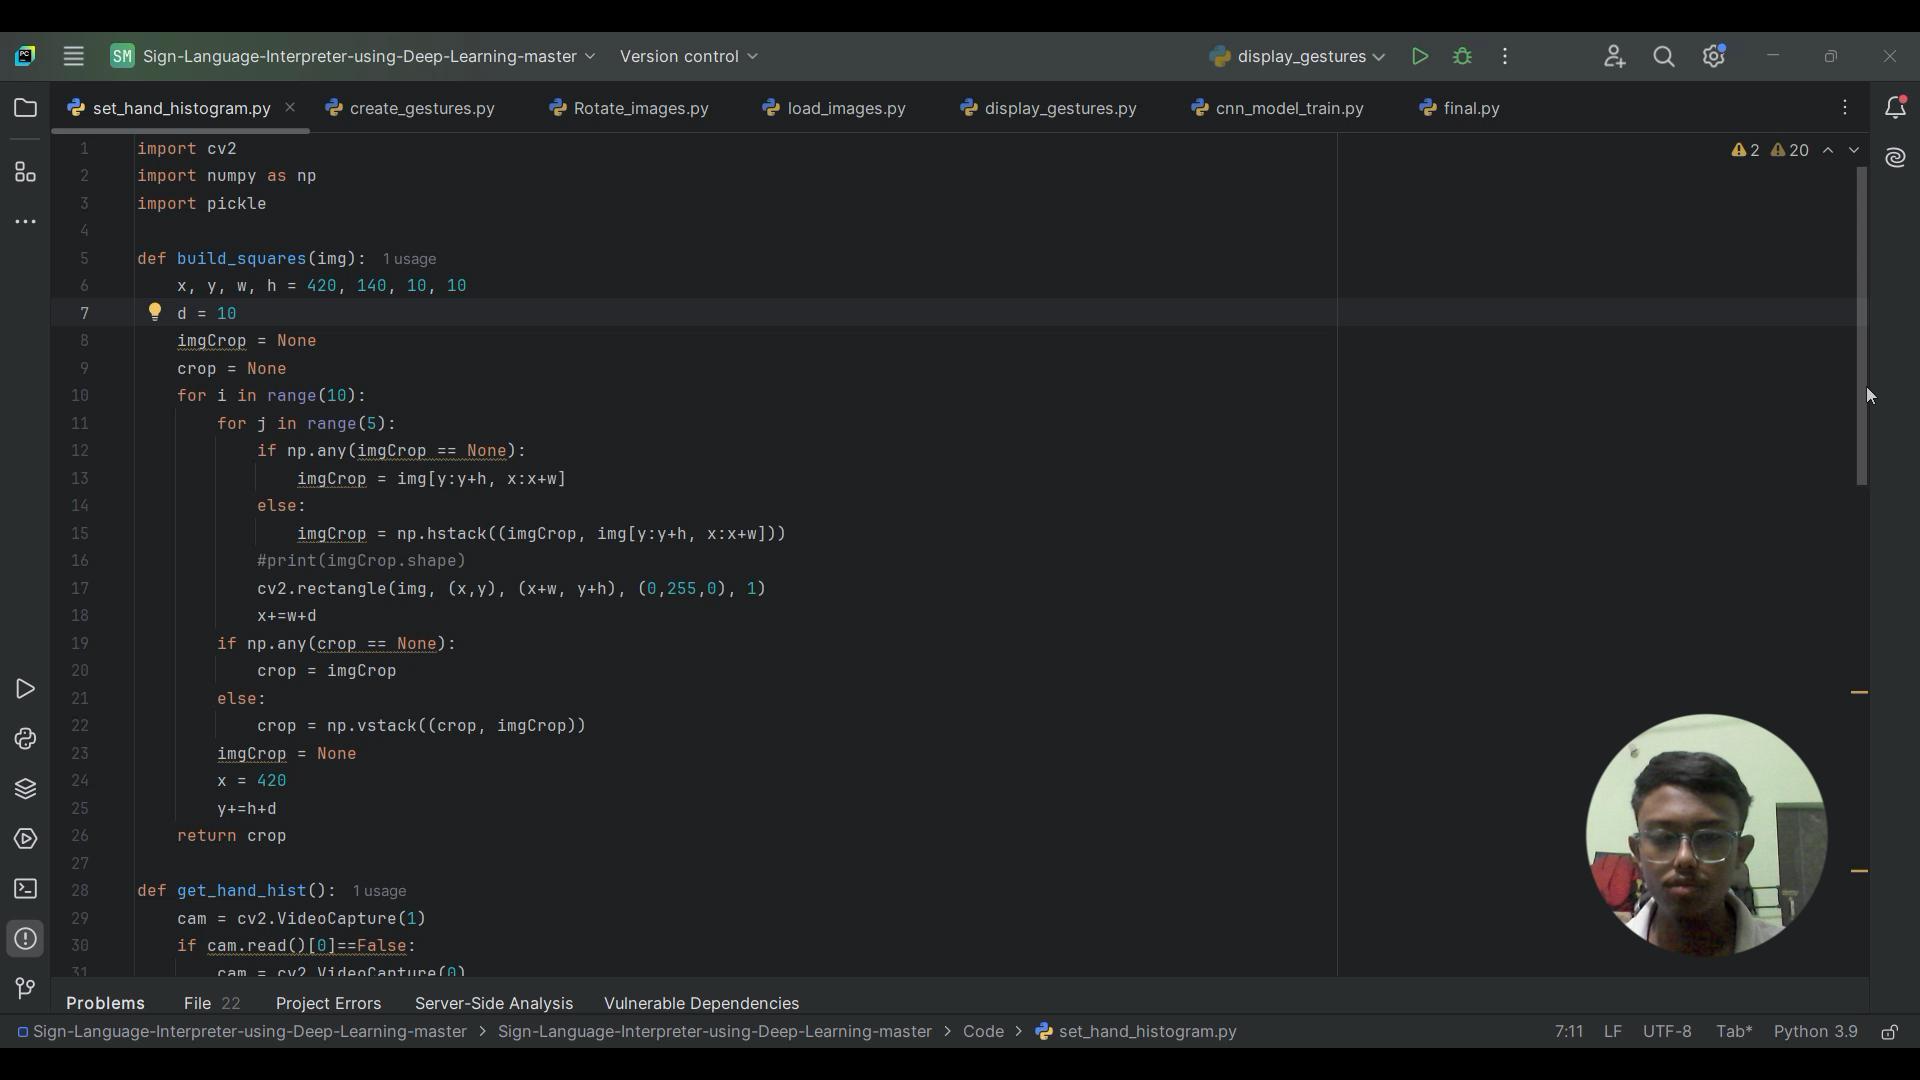 SM Sign-Language-Interpreter-using-Deep-Learning-master Version control display_gestures
set_hand_histogram.py create_gestures.py Rotate_images.py load_images.py display_gestures.py cnn_model_train.py final.py
2 20
1 import cv2
2 import numpy as np
3 import pickle
4
5 def build_squares(img): 1 usage
6 x, y, w, h = 420, 140, 10, 10
7 d = 10
8 imgCrop = None
9 crop = None
10 for i in range(10):
11 for j in range(5):
12 if np.any(imgCrop == None):
13 imgCrop = img[y:y+h, x:x+w]
14 else:
15 imgCrop = np.hstack((imgCrop, img[y:y+h, x:x+w]))
16 #print(imgCrop.shape)
17 cv2.rectangle(img, (x,y), (x+w, y+h), (0,255,0), 1)
18 x+=w+d
19 if np.any(crop == None):
20 crop = imgCrop
21 else:
22 crop = np.vstack((crop, imgCrop))
23 imgCrop = None
24 x = 420
25 y+=h+d
26 return crop
27
28 def get_hand_hist(): 1 usage
29 cam = cv2.VideoCapture(1)
30 if cam.read()[0]==False:
31 cam = cv2.VideoCapture(0)
Problems File 22 Project Errors Server-Side Analysis Vulnerable Dependencies
Sign-Language-Interpreter-using-Deep-Learning-master > Sign-Language-Interpreter-using-Deep-Learning-master > Code > set_hand_histogram.py 7:11 LF UTF-8 Tab* Python 3.9